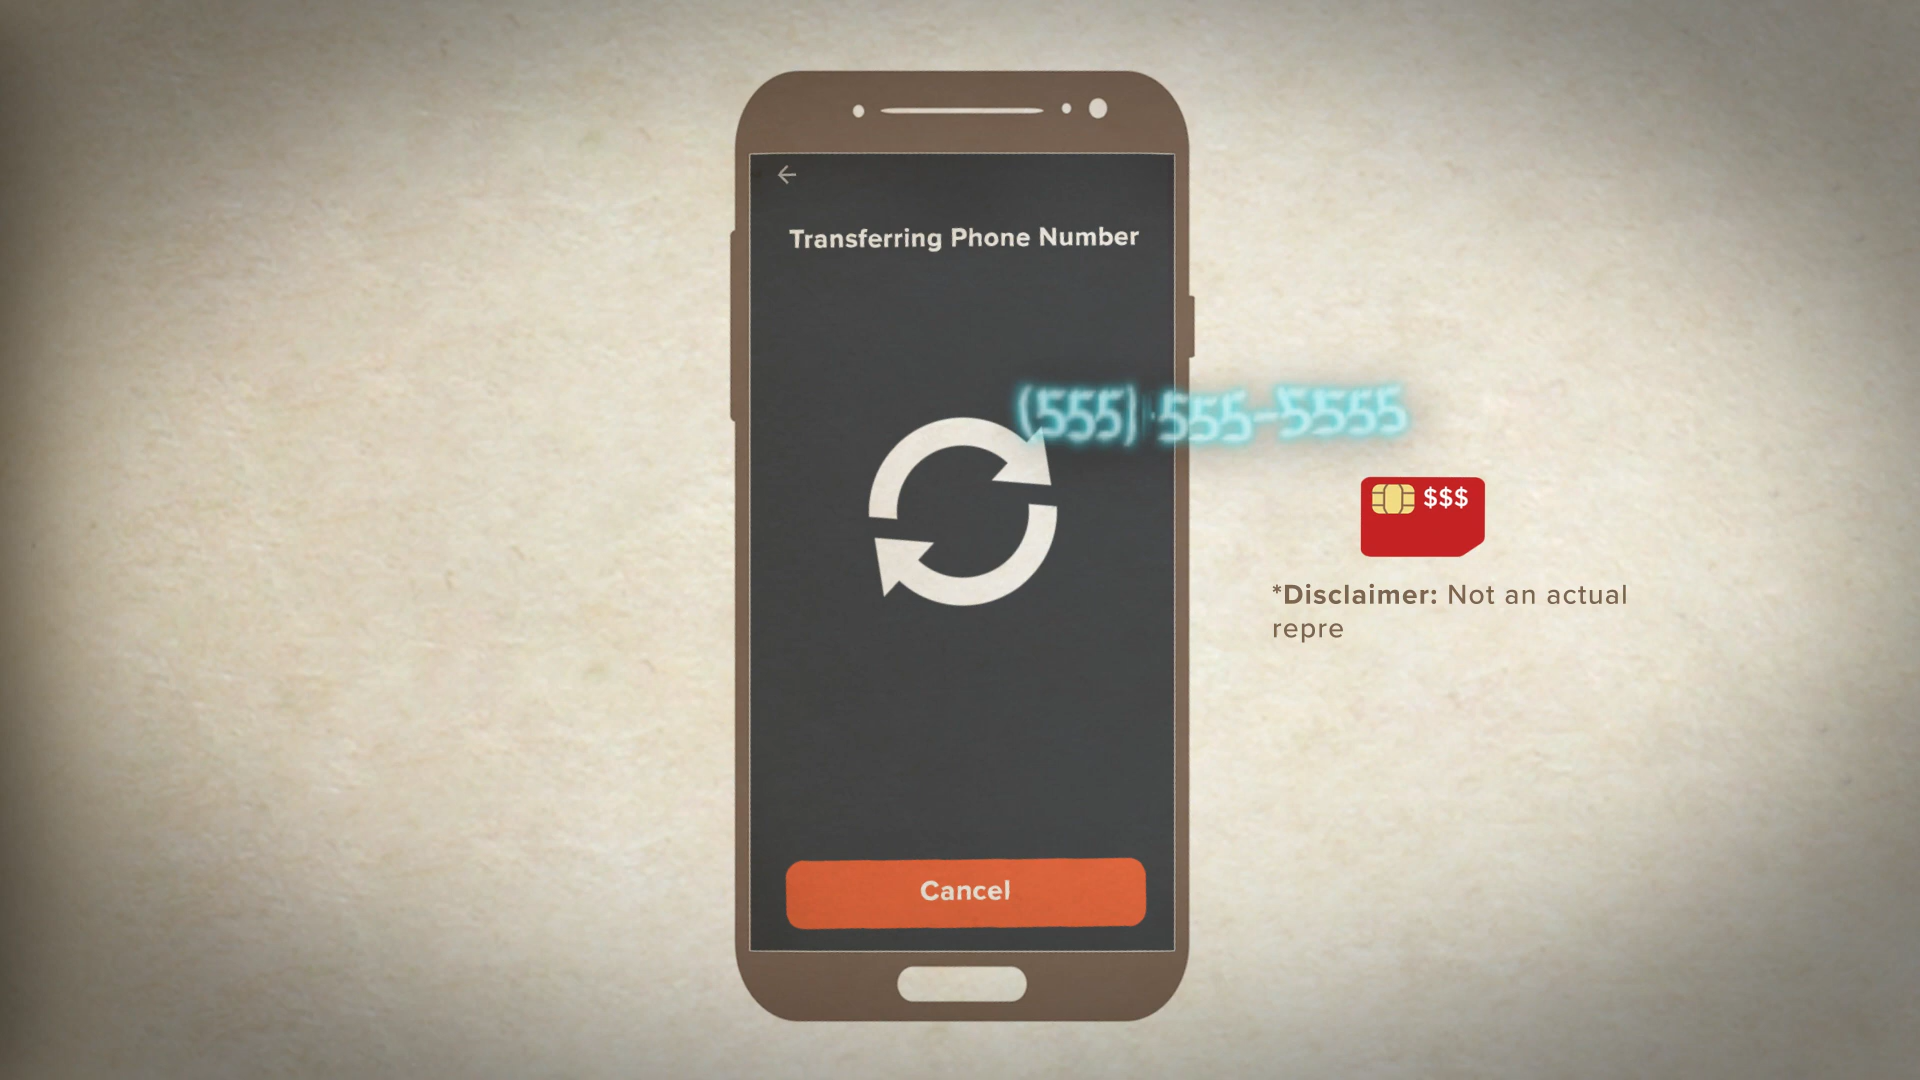 Transferring Phone Number
(555) 555-5555
$$$
*Disclaimer: Not an actual
repre
Cancel